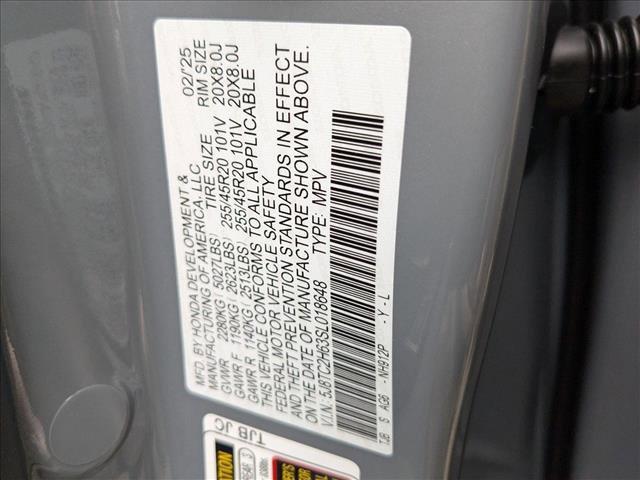 MFD. BY HONDA DEVELOPMENT & 02/'25
MANUFACTURING OF AMERICA, LLC
TIRE SIZE RIM SIZE
GVWR 2280KG(5027LBS)
GAWR F 1190KG(2623LBS) 255/45R20 101V 20X8.0J
GAWR R 1140KG(2513LBS) 255/45R20 101V 20X8.0J
THIS VEHICLE CONFORMS TO ALL APPLICABLE
FEDERAL MOTOR VEHICLE SAFETY
THEFT PREVENTION STANDARDS IN EFFECT
ON THE DATE OF MANUFACTURE SHOWN ABOVE.
V.I.N.: 5J8TC2H63SL018648 TYPE: MPV
TJB S AG6 -NH912P -Y-L
TJB JC